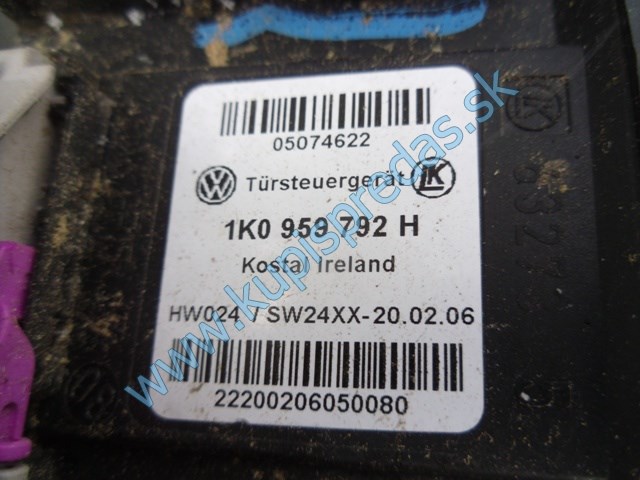 05074622
Türsteuergerät
1K0 959 792 H
Kostal Ireland
HW024 / SW24XX-20.02.06
22200206050080
www.kupispredas.sk